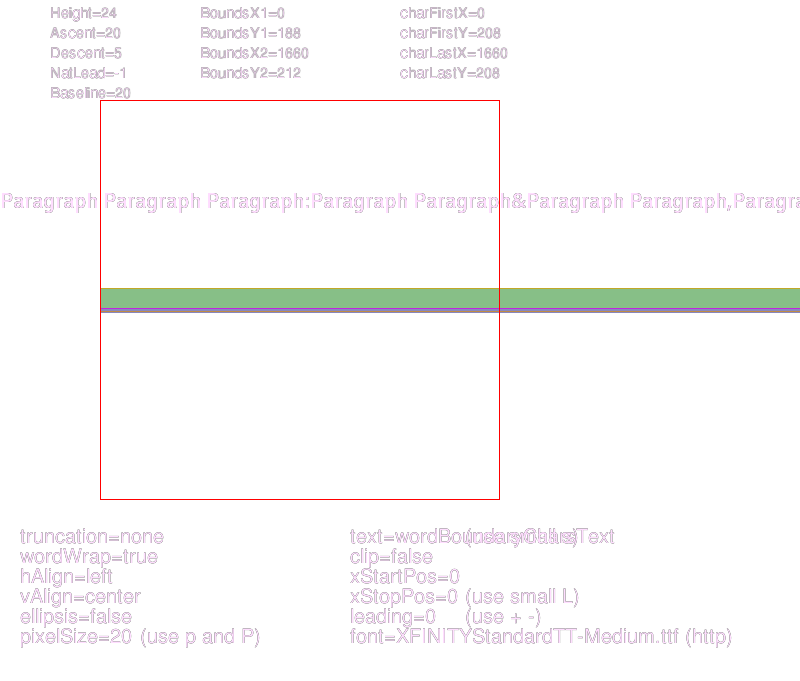 Height=24 BoundsX1=0 charFirstX=0
Ascent=20 BoundsY1=188 charFirstY=208
Descent=5 BoundsX2=1660 charLastX=1660
NatLead=-1 BoundsY2=212 charLastY=208
Baseline=20
Paragraph Paragraph Paragraph:Paragraph Paragraph&Paragraph Paragraph,Paragra
truncation=none text=wordBoundaryCharsText
wordWrap=true clip=false
hAlign=left xStartPos=0
vAlign=center xStopPos=0 (use small L)
ellipsis=false leading=0 (use + -)
pixelSize=20 (use p and P) font=XFINITYStandardTT-Medium.ttf (http)